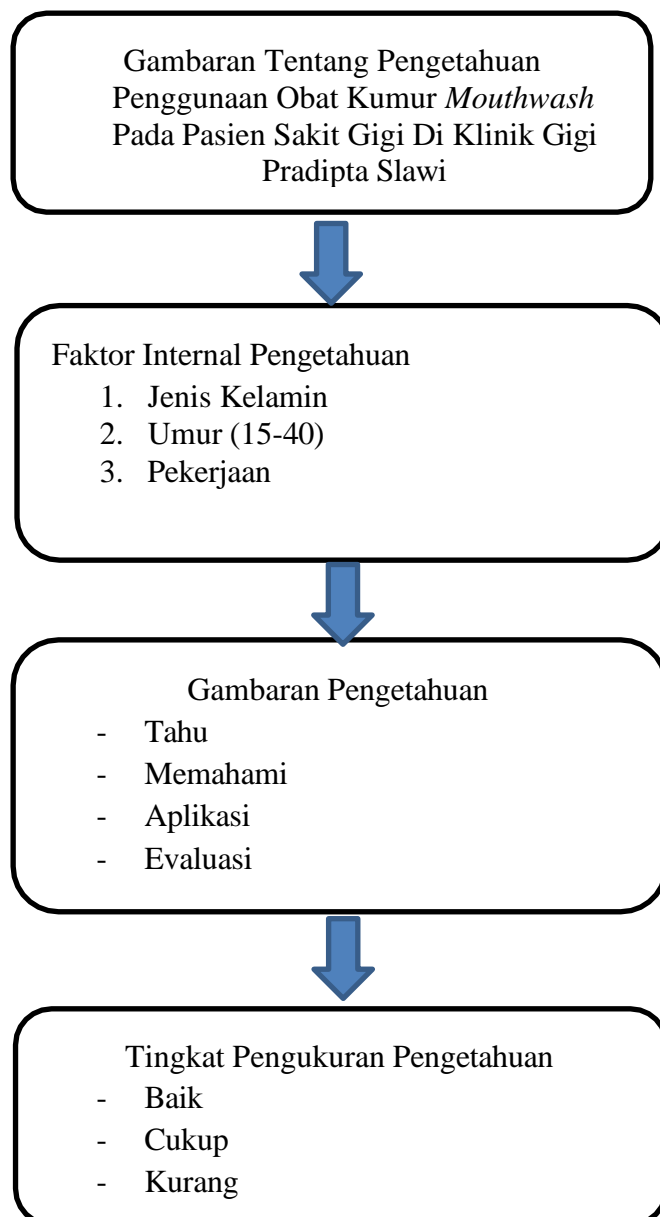 Gambaran Tentang Pengetahuan
Penggunaan Obat Kumur Mouthwash
Pada Pasien Sakit Gigi Di Klinik Gigi
Pradipta Slawi
Faktor Internal Pengetahuan
1. Jenis Kelamin
2. Umur (15-40)
3. Pekerjaan
Gambaran Pengetahuan
- Tahu
- Memahami
- Aplikasi
- Evaluasi
Tingkat Pengukuran Pengetahuan
- Baik
- Cukup
- Kurang